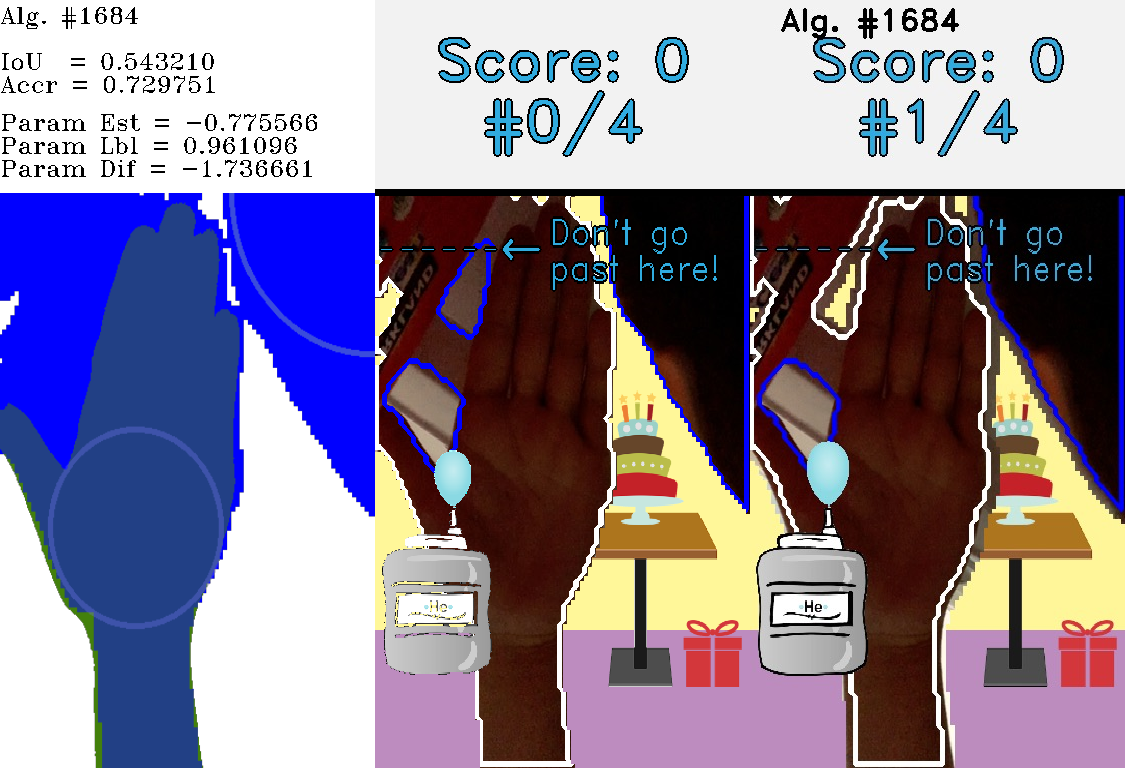 Alg. #1684
IoU = 0.543210
Accr = 0.729751
Param Est = −0.775566
Param Lbl = 0.961096
Param Dif = −1.736661
Score: 0
#0/4
Don't go
past here!
He
Alg. #1684
Score: 0
#1/4
Don't go
past here!
He